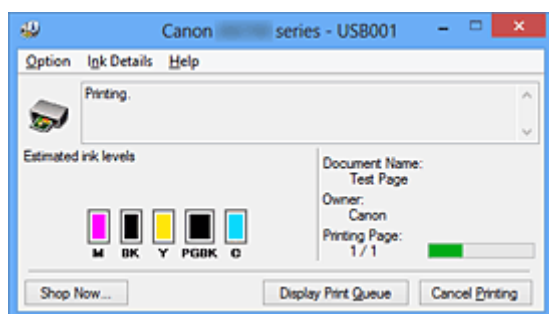 Canon series - USB001
Option Ink Details Help
Printing.
Estimated ink levels
M BK Y PGBK C
Document Name:
Test Page
Owner:
Canon
Printing Page:
1 / 1
Shop Now... Display Print Queue Cancel Printing